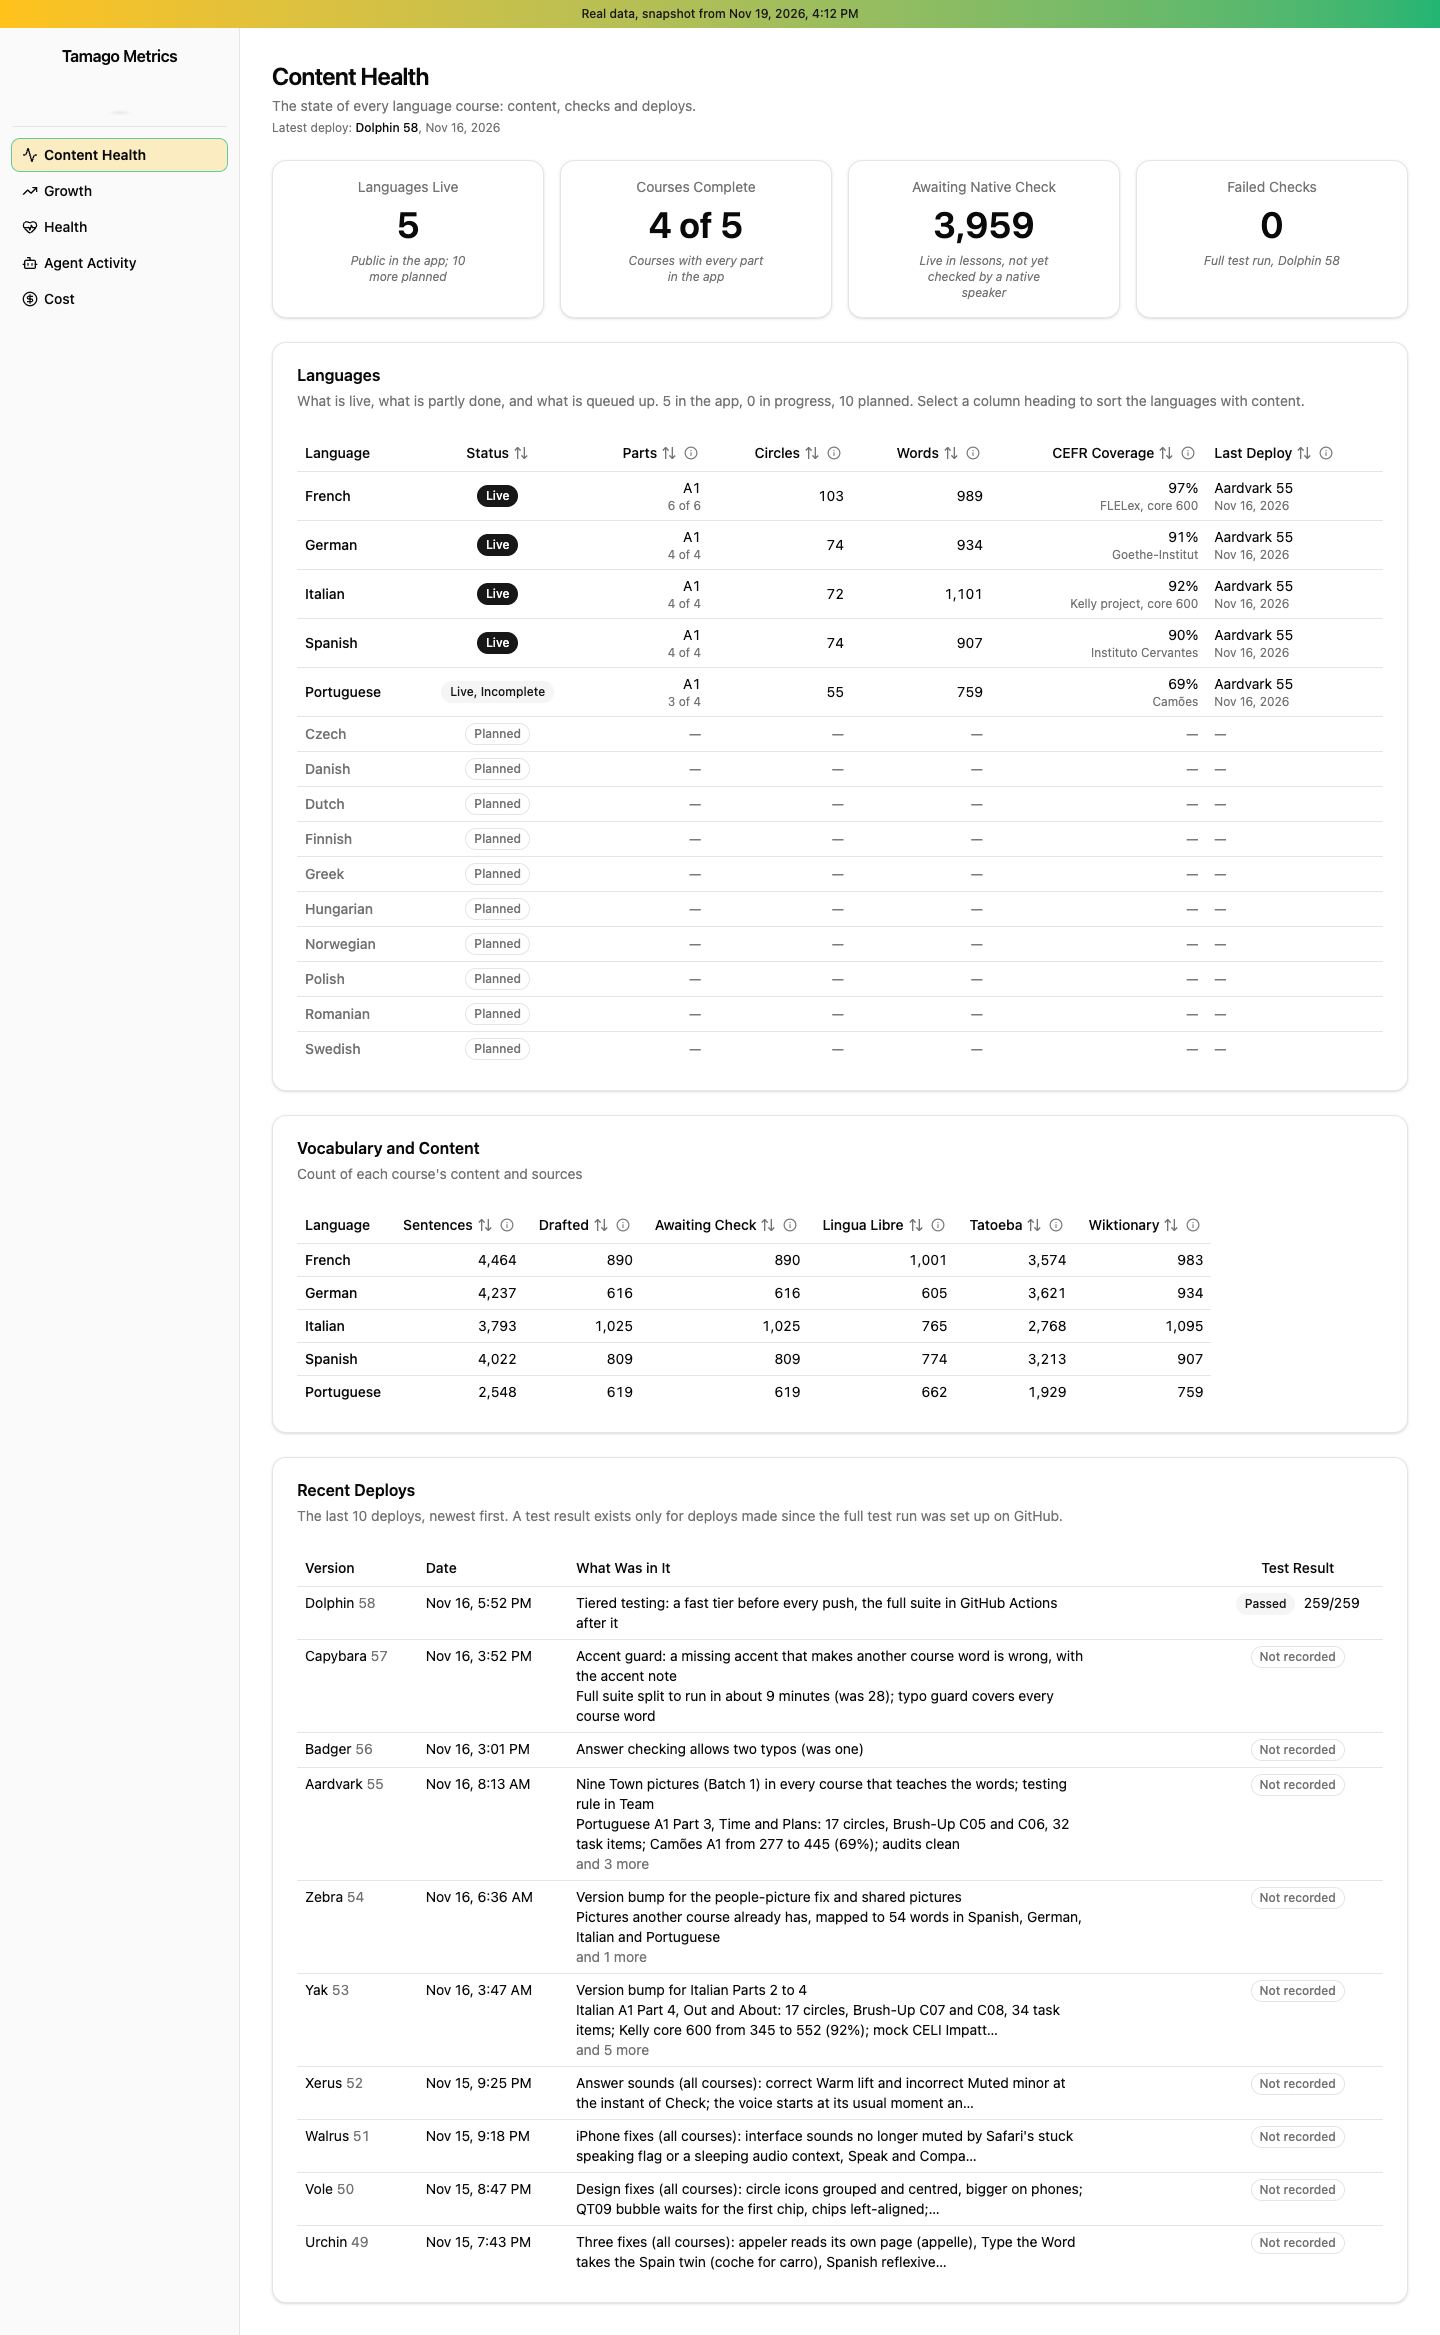 Real data, snapshot from Nov 19, 2026, 4:12 PM
Tamago Metrics
Content Health
Growth
Health
Agent Activity
Cost
Content Health
The state of every language course: content, checks and deploys.
Latest deploy: Dolphin 58, Nov 16, 2026
Languages Live
5
Public in the app; 10
more planned
Courses Complete
4 of 5
Courses with every part
in the app
Awaiting Native Check
3,959
Live in lessons, not yet
checked by a native
speaker
Failed Checks
0
Full test run, Dolphin 58
Languages
What is live, what is partly done, and what is queued up. 5 in the app, 0 in progress, 10 planned. Select a column heading to sort the languages with content.
Language Status Parts Circles Words CEFR Coverage Last Deploy
French Live A1 103 989 97% Aardvark 55
6 of 6 FLELex, core 600 Nov 16, 2026
German Live A1 74 934 91% Aardvark 55
4 of 4 Goethe-Institut Nov 16, 2026
Italian Live A1 72 1,101 92% Aardvark 55
4 of 4 Kelly project, core 600 Nov 16, 2026
Spanish Live A1 74 907 90% Aardvark 55
4 of 4 Instituto Cervantes Nov 16, 2026
Portuguese Live, Incomplete A1 55 759 69% Aardvark 55
3 of 4 Camões Nov 16, 2026
Czech Planned — — — — —
Danish Planned — — — — —
Dutch Planned — — — — —
Finnish Planned — — — — —
Greek Planned — — — — —
Hungarian Planned — — — — —
Norwegian Planned — — — — —
Polish Planned — — — — —
Romanian Planned — — — — —
Swedish Planned — — — — —
Vocabulary and Content
Count of each course's content and sources
Language Sentences Drafted Awaiting Check Lingua Libre Tatoeba Wiktionary
French 4,464 890 890 1,001 3,574 983
German 4,237 616 616 605 3,621 934
Italian 3,793 1,025 1,025 765 2,768 1,095
Spanish 4,022 809 809 774 3,213 907
Portuguese 2,548 619 619 662 1,929 759
Recent Deploys
The last 10 deploys, newest first. A test result exists only for deploys made since the full test run was set up on GitHub.
Version Date What Was in It Test Result
Dolphin 58 Nov 16, 5:52 PM Tiered testing: a fast tier before every push, the full suite in GitHub Actions Passed 259/259
after it
Capybara 57 Nov 16, 3:52 PM Accent guard: a missing accent that makes another course word is wrong, with Not recorded
the accent note
Full suite split to run in about 9 minutes (was 28); typo guard covers every
course word
Badger 56 Nov 16, 3:01 PM Answer checking allows two typos (was one) Not recorded
Aardvark 55 Nov 16, 8:13 AM Nine Town pictures (Batch 1) in every course that teaches the words; testing Not recorded
rule in Team
Portuguese A1 Part 3, Time and Plans: 17 circles, Brush-Up C05 and C06, 32
task items; Camões A1 from 277 to 445 (69%); audits clean
and 3 more
Zebra 54 Nov 16, 6:36 AM Version bump for the people-picture fix and shared pictures Not recorded
Pictures another course already has, mapped to 54 words in Spanish, German,
Italian and Portuguese
and 1 more
Yak 53 Nov 16, 3:47 AM Version bump for Italian Parts 2 to 4 Not recorded
Italian A1 Part 4, Out and About: 17 circles, Brush-Up C07 and C08, 34 task
items; Kelly core 600 from 345 to 552 (92%); mock CELI Impatt…
and 5 more
Xerus 52 Nov 15, 9:25 PM Answer sounds (all courses): correct Warm lift and incorrect Muted minor at Not recorded
the instant of Check; the voice starts at its usual moment an…
Walrus 51 Nov 15, 9:18 PM iPhone fixes (all courses): interface sounds no longer muted by Safari's stuck Not recorded
speaking flag or a sleeping audio context, Speak and Compa…
Vole 50 Nov 15, 8:47 PM Design fixes (all courses): circle icons grouped and centred, bigger on phones; Not recorded
QT09 bubble waits for the first chip, chips left-aligned;…
Urchin 49 Nov 15, 7:43 PM Three fixes (all courses): appeler reads its own page (appelle), Type the Word Not recorded
takes the Spain twin (coche for carro), Spanish reflexive…